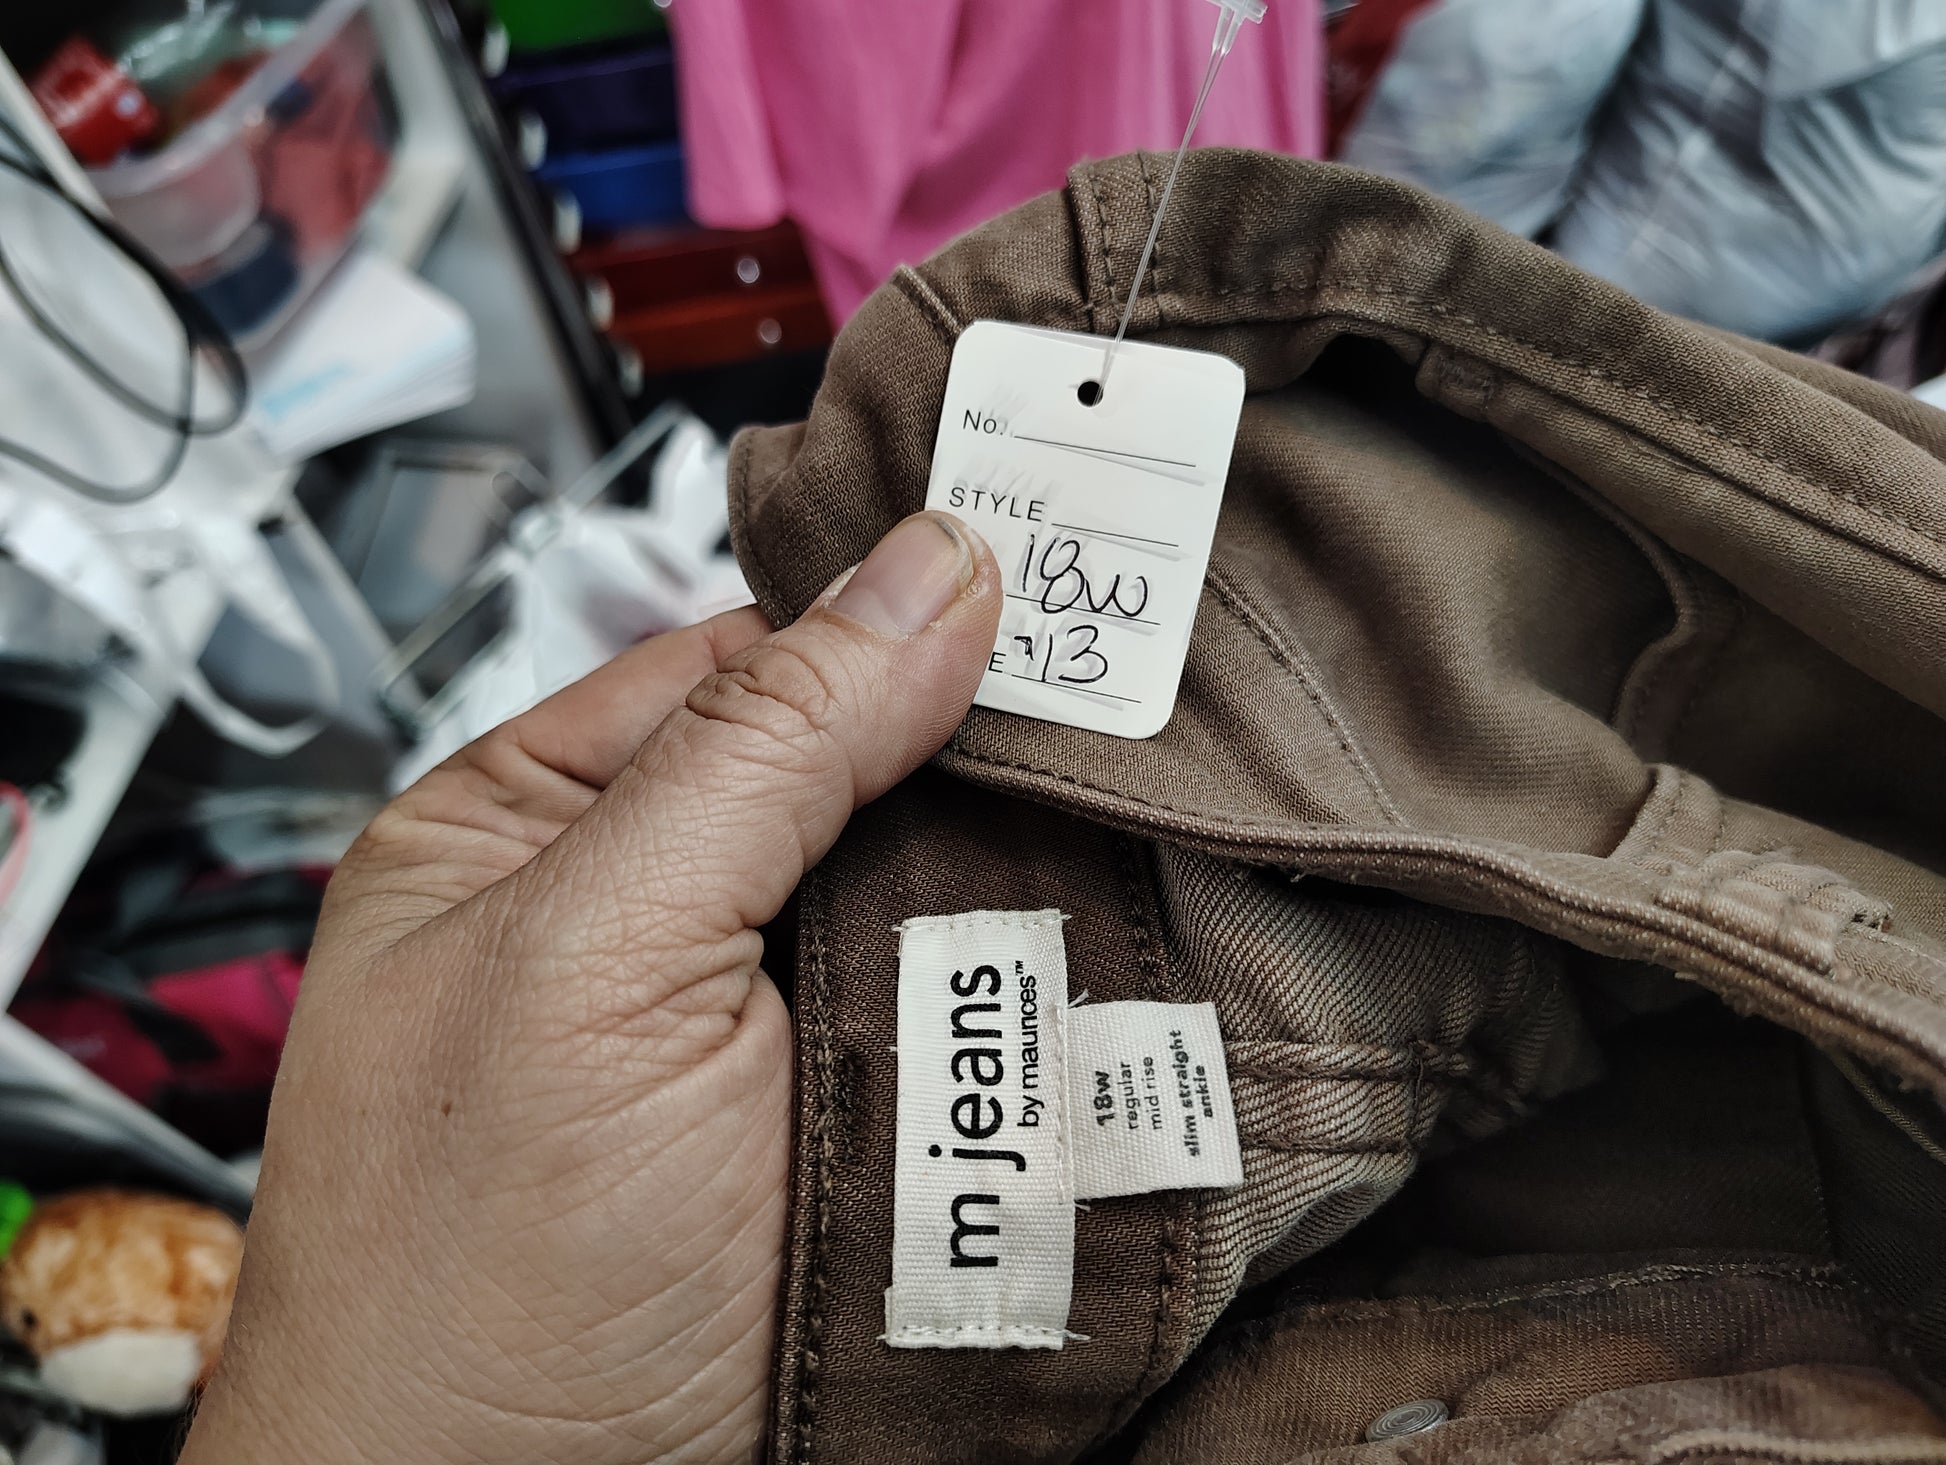 No.
STYLE
18W
E $13
m jeans
by maurices™
18w
regular
mid rise
slim straight
ankle